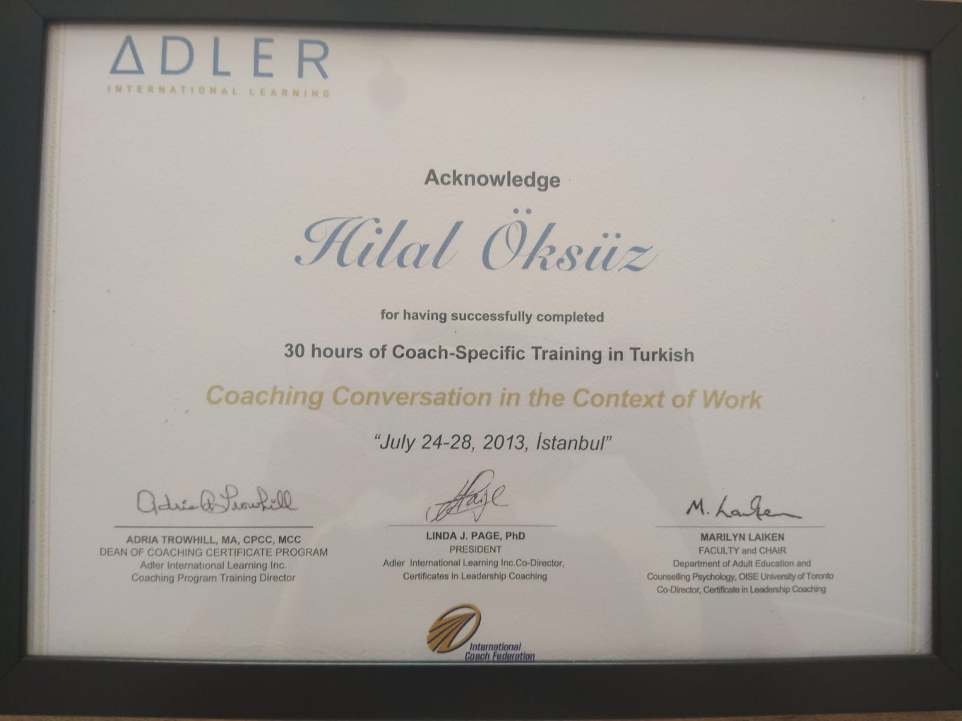 ADLER
INTERNATIONAL LEARNING
Acknowledge
Hilal Öksüz
for having successfully completed
30 hours of Coach-Specific Training in Turkish
Coaching Conversation in the Context of Work
“July 24-28, 2013, İstanbul”
Adria Trowhill
ADRIA TROWHILL, MA, CPCC, MCC
DEAN OF COACHING CERTIFICATE PROGRAM
Adler International Learning Inc.
Coaching Program Training Director
LINDA J. PAGE, PhD
PRESIDENT
Adler International Learning Inc.Co-Director,
Certificates in Leadership Coaching
M. Laiken
MARILYN LAIKEN
FACULTY and CHAIR
Department of Adult Education and
Counselling Psychology, OISE University of Toronto
Co-Director, Certificate in Leadership Coaching
International
Coach Federation